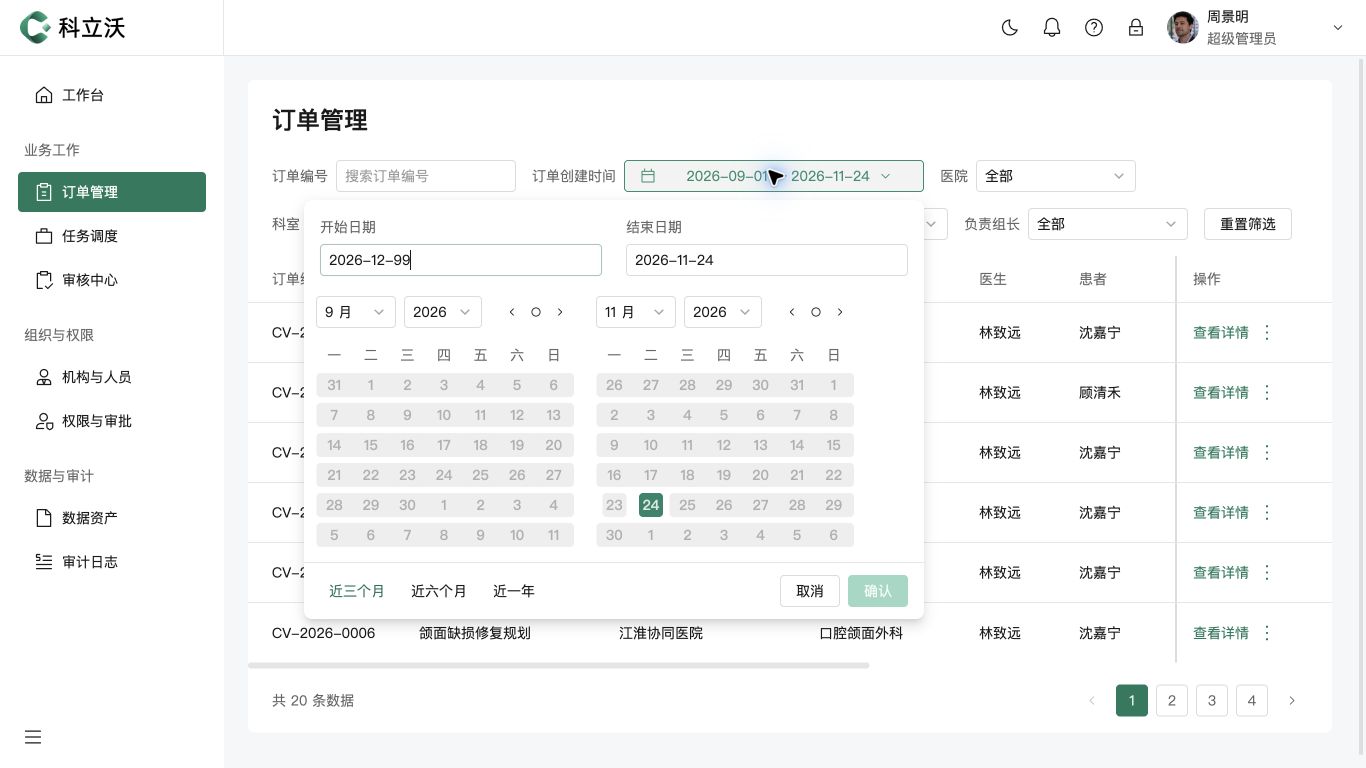 科立沃
周景明
超级管理员
工作台
业务工作
订单管理
任务调度
审核中心
组织与权限
机构与人员
权限与审批
数据与审计
数据资产
审计日志
订单管理
订单编号 搜索订单编号 订单创建时间 2026-09-01 2026-11-24 医院 全部
科室 负责组长 全部 重置筛选
开始日期 结束日期
2026-12-99 2026-11-24
9 月 2026 11 月 2026
一 二 三 四 五 六 日 一 二 三 四 五 六 日
31 1 2 3 4 5 6 26 27 28 29 30 31 1
7 8 9 10 11 12 13 2 3 4 5 6 7 8
14 15 16 17 18 19 20 9 10 11 12 13 14 15
21 22 23 24 25 26 27 16 17 18 19 20 21 22
28 29 30 1 2 3 4 23 24 25 26 27 28 29
5 6 7 8 9 10 11 30 1 2 3 4 5 6
近三个月 近六个月 近一年 取消 确认
订单 医生 患者 操作
CV-2 林致远 沈嘉宁 查看详情
CV-2 林致远 顾清禾 查看详情
CV-2 林致远 沈嘉宁 查看详情
CV-2 林致远 沈嘉宁 查看详情
CV-2 林致远 沈嘉宁 查看详情
CV-2026-0006 颌面缺损修复规划 江淮协同医院 口腔颌面外科 林致远 沈嘉宁 查看详情
共 20 条数据 1 2 3 4